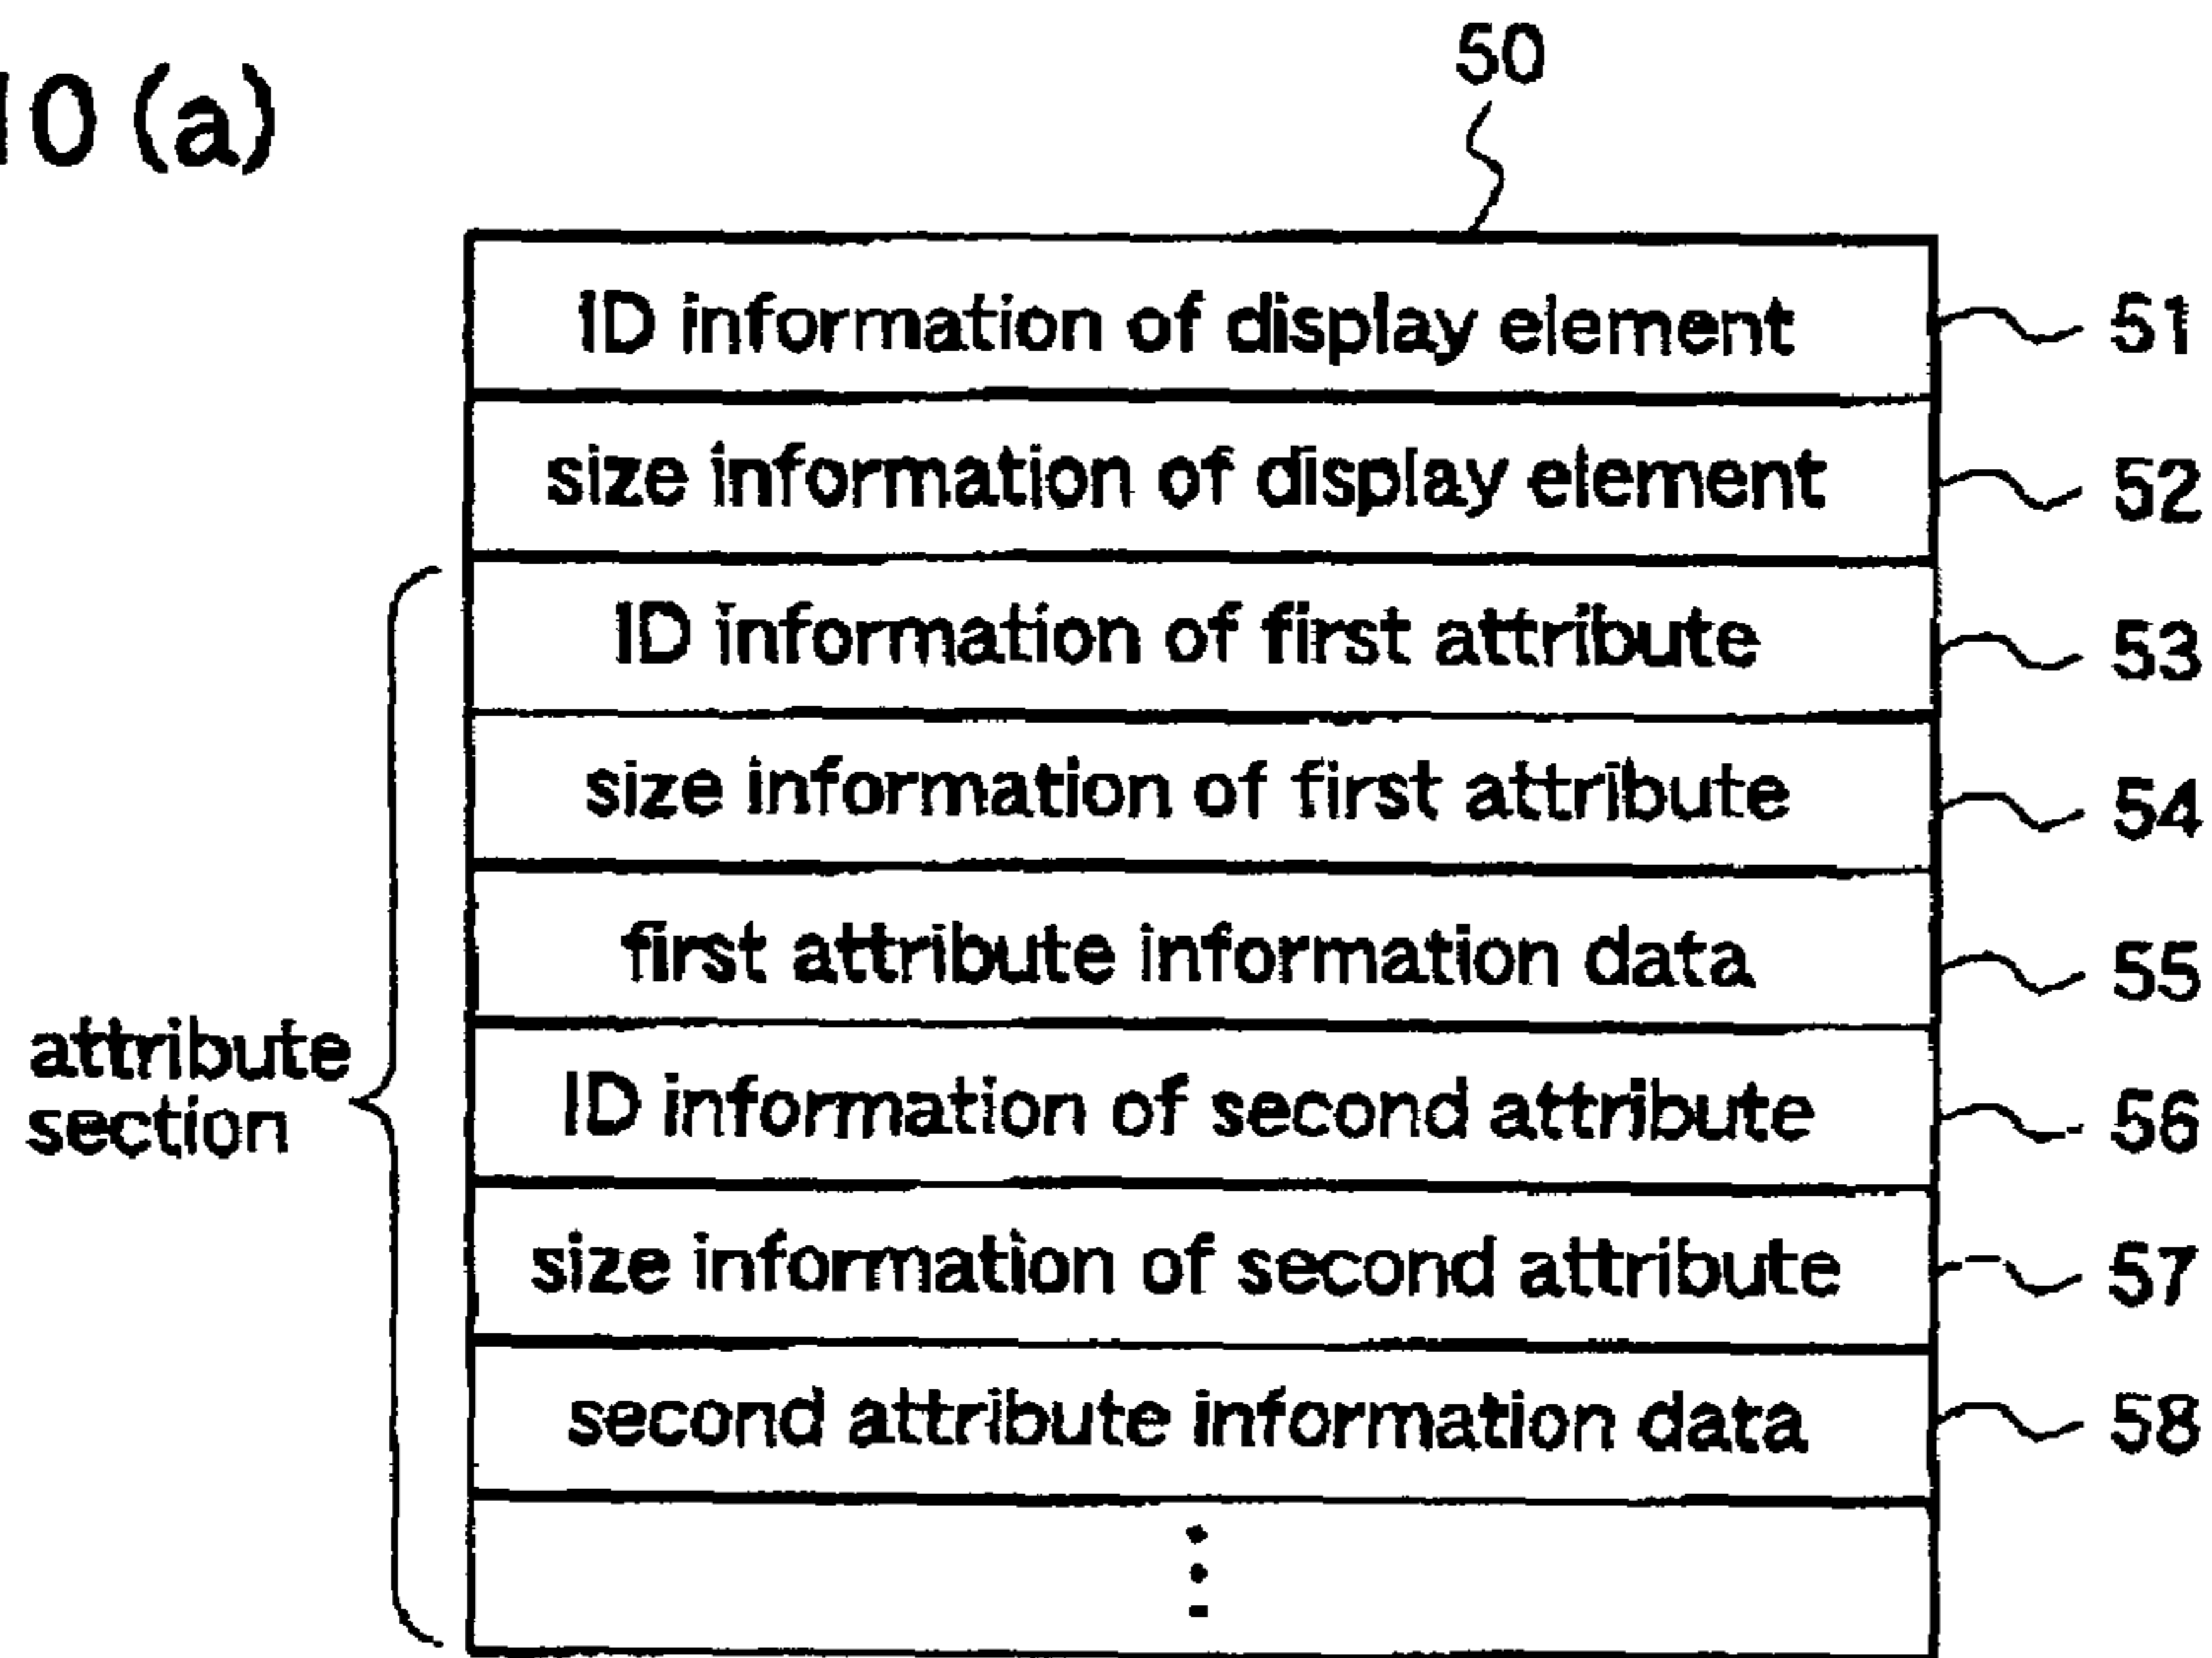 10 (a)
50
ID information of display element 51
size information of display element 52
ID information of first attribute 53
size information of first attribute 54
first attribute information data 55
attribute
section
ID information of second attribute 56
size information of second attribute 57
second attribute information data 58